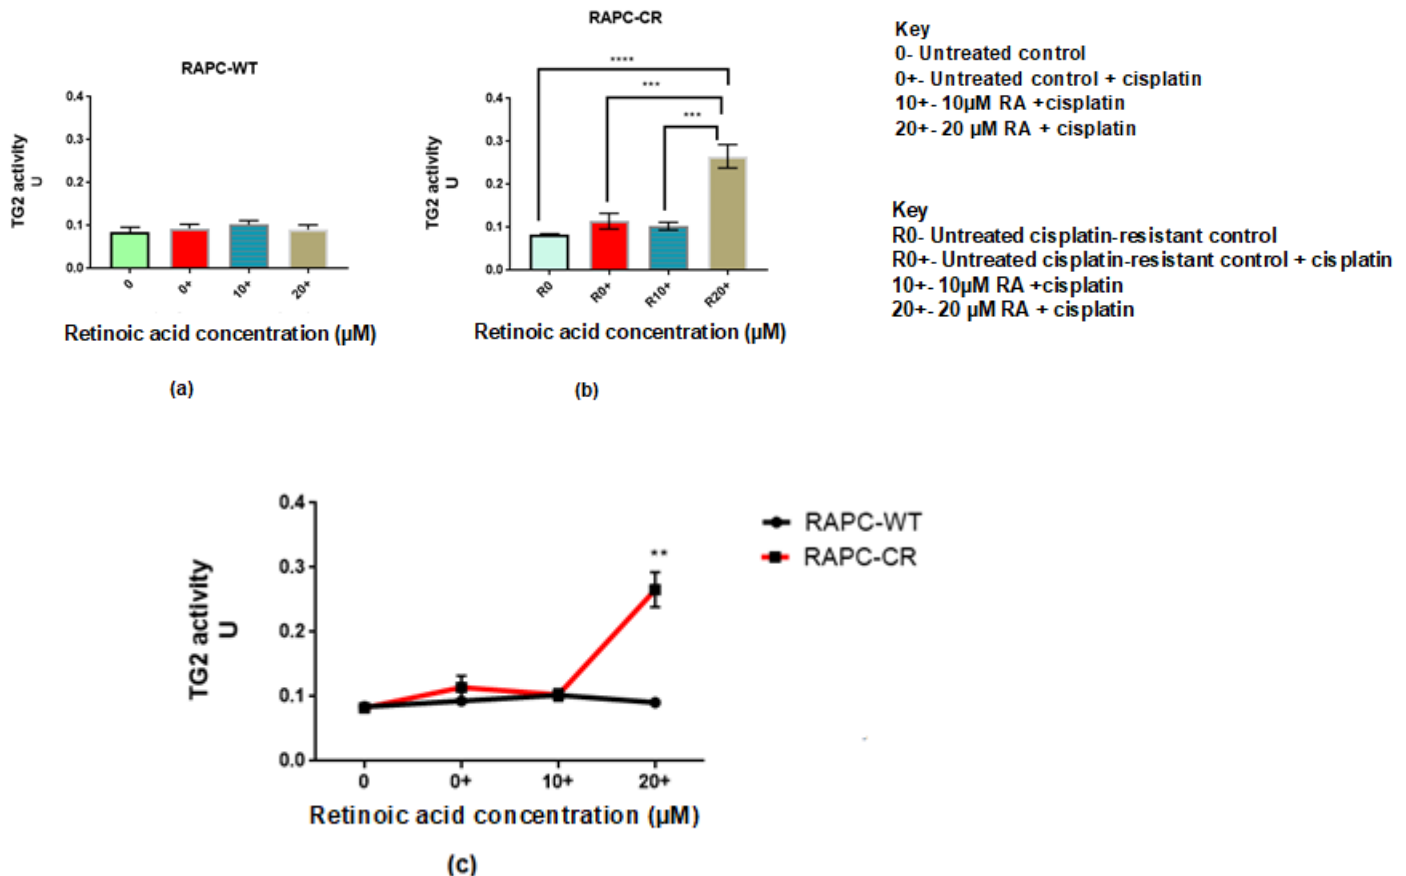 RAPC-WT
0.4
0.3
0.2
0.1
0.0
TG2 activity
U
0
0+
10+
20+
Retinoic acid concentration (µM)
(a)
RAPC-CR
****
***
***
0.4
0.3
0.2
0.1
0.0
TG2 activity
U
R0
R0+
R10+
R20+
Retinoic acid concentration (µM)
(b)
Key
0- Untreated control
0+- Untreated control + cisplatin
10+- 10µM RA +cisplatin
20+- 20 µM RA + cisplatin
Key
R0- Untreated cisplatin-resistant control
R0+- Untreated cisplatin-resistant control + cisplatin
10+- 10µM RA +cisplatin
20+- 20 µM RA + cisplatin
0.4
0.3
0.2
0.1
0.0
TG2 activity
U
**
RAPC-WT
RAPC-CR
0
0+
10+
20+
Retinoic acid concentration (µM)
(c)